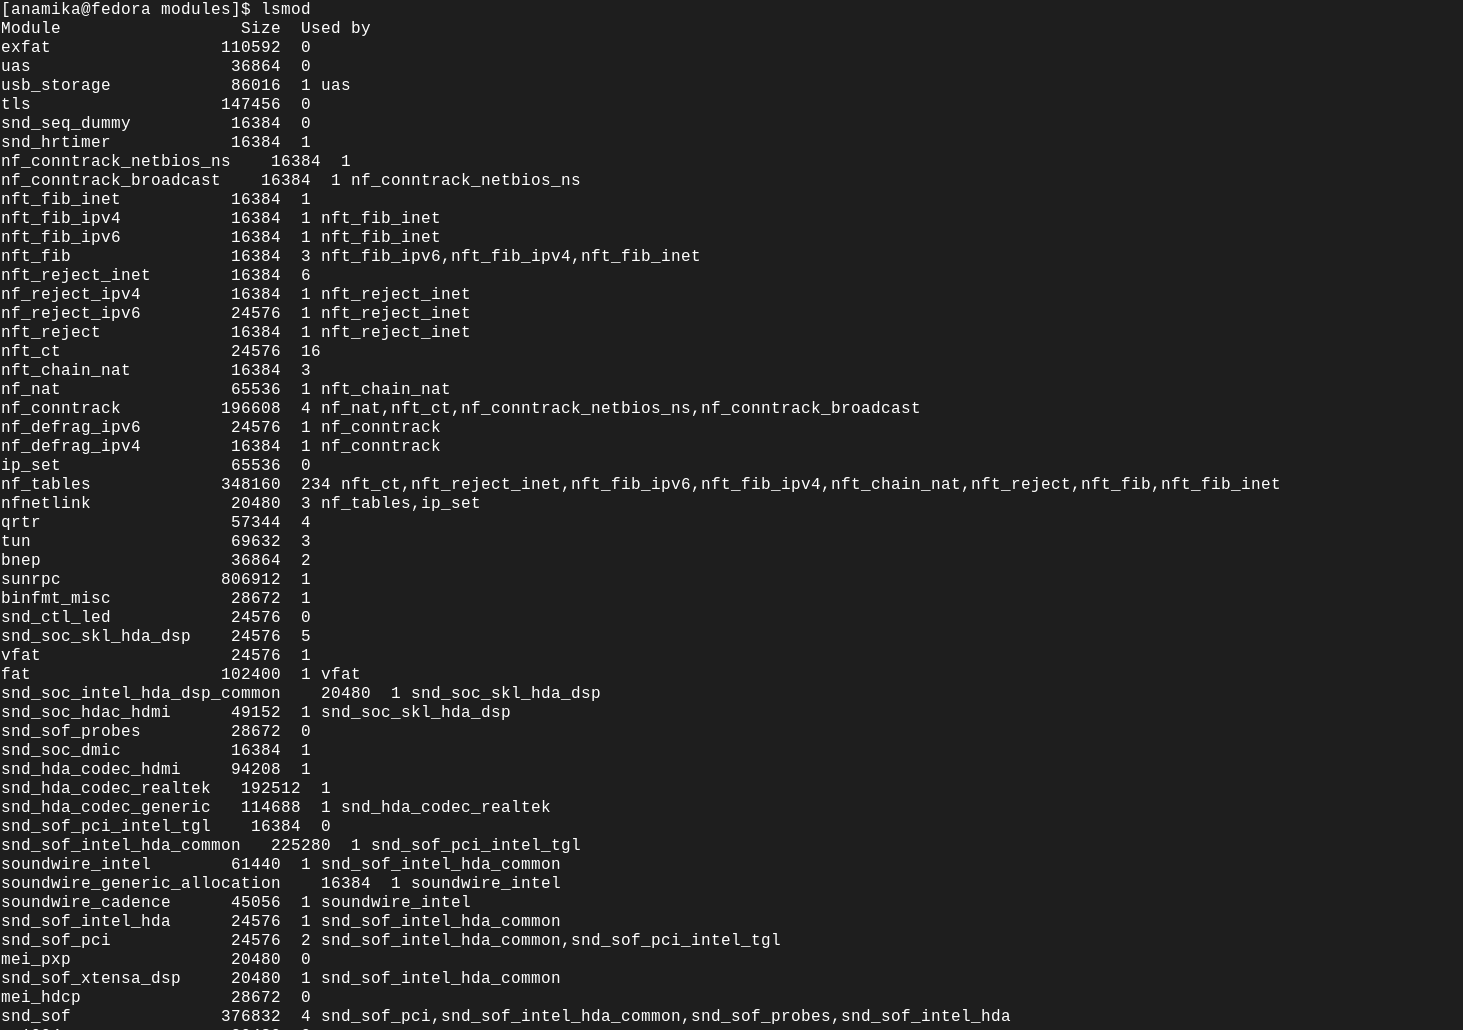 [anamika@fedora modules]$ lsmod
Module                  Size  Used by
exfat                 110592  0
uas                    36864  0
usb_storage            86016  1 uas
tls                   147456  0
snd_seq_dummy          16384  0
snd_hrtimer            16384  1
nf_conntrack_netbios_ns    16384  1
nf_conntrack_broadcast    16384  1 nf_conntrack_netbios_ns
nft_fib_inet           16384  1
nft_fib_ipv4           16384  1 nft_fib_inet
nft_fib_ipv6           16384  1 nft_fib_inet
nft_fib                16384  3 nft_fib_ipv6,nft_fib_ipv4,nft_fib_inet
nft_reject_inet        16384  6
nf_reject_ipv4         16384  1 nft_reject_inet
nf_reject_ipv6         24576  1 nft_reject_inet
nft_reject             16384  1 nft_reject_inet
nft_ct                 24576  16
nft_chain_nat          16384  3
nf_nat                 65536  1 nft_chain_nat
nf_conntrack          196608  4 nf_nat,nft_ct,nf_conntrack_netbios_ns,nf_conntrack_broadcast
nf_defrag_ipv6         24576  1 nf_conntrack
nf_defrag_ipv4         16384  1 nf_conntrack
ip_set                 65536  0
nf_tables             348160  234 nft_ct,nft_reject_inet,nft_fib_ipv6,nft_fib_ipv4,nft_chain_nat,nft_reject,nft_fib,nft_fib_inet
nfnetlink              20480  3 nf_tables,ip_set
qrtr                   57344  4
tun                    69632  3
bnep                   36864  2
sunrpc                806912  1
binfmt_misc            28672  1
snd_ctl_led            24576  0
snd_soc_skl_hda_dsp    24576  5
vfat                   24576  1
fat                   102400  1 vfat
snd_soc_intel_hda_dsp_common    20480  1 snd_soc_skl_hda_dsp
snd_soc_hdac_hdmi      49152  1 snd_soc_skl_hda_dsp
snd_sof_probes         28672  0
snd_soc_dmic           16384  1
snd_hda_codec_hdmi     94208  1
snd_hda_codec_realtek   192512  1
snd_hda_codec_generic   114688  1 snd_hda_codec_realtek
snd_sof_pci_intel_tgl    16384  0
snd_sof_intel_hda_common   225280  1 snd_sof_pci_intel_tgl
soundwire_intel        61440  1 snd_sof_intel_hda_common
soundwire_generic_allocation    16384  1 soundwire_intel
soundwire_cadence      45056  1 soundwire_intel
snd_sof_intel_hda      24576  1 snd_sof_intel_hda_common
snd_sof_pci            24576  2 snd_sof_intel_hda_common,snd_sof_pci_intel_tgl
mei_pxp                20480  0
snd_sof_xtensa_dsp     20480  1 snd_sof_intel_hda_common
mei_hdcp               28672  0
snd_sof               376832  4 snd_sof_pci,snd_sof_intel_hda_common,snd_sof_probes,snd_sof_intel_hda